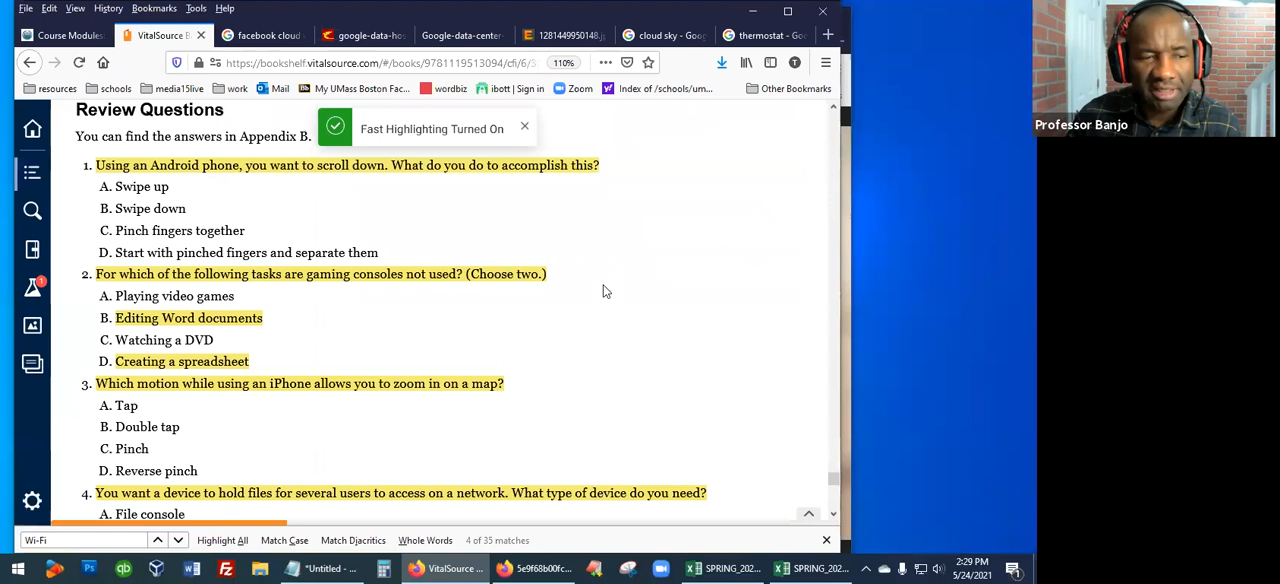 File Edit View History Bookmarks Tools Help
Course Modules: VitalSource B facebook cloud google-data-hos Google-data-center- 1281449950148.jp cloud sky - Goo thermostat - Goo
https://bookshelf.vitalsource.com/#/books/9781119513094/cfi/6/3 110%
resources schools media15live work Mail My UMass Boston Fac... wordbiz ibott | Sign in Zoom Index of /schools/um... Other Bookmarks
Professor Banjo
Review Questions
Fast Highlighting Turned On
You can find the answers in Appendix B.
1. Using an Android phone, you want to scroll down. What do you do to accomplish this?
A. Swipe up
B. Swipe down
C. Pinch fingers together
D. Start with pinched fingers and separate them
2. For which of the following tasks are gaming consoles not used? (Choose two.)
A. Playing video games
B. Editing Word documents
C. Watching a DVD
D. Creating a spreadsheet
3. Which motion while using an iPhone allows you to zoom in on a map?
A. Tap
B. Double tap
C. Pinch
D. Reverse pinch
4. You want a device to hold files for several users to access on a network. What type of device do you need?
A. File console
Wi-Fi Highlight All Match Case Match Diacritics Whole Words 4 of 35 matches
*Untitled - ... VitalSource ... 5e9f68b00fc... SPRING_202... SPRING_202... 2:29 PM
5/24/2021